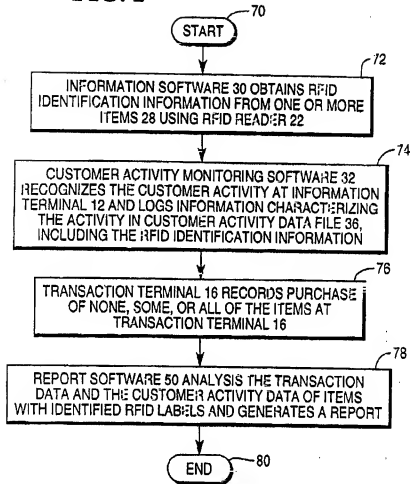 70
START
72
INFORMATION SOFTWARE 30 OBTAINS RFID
IDENTIFICATION INFORMATION FROM ONE OR MORE
ITEMS 28 USING RFID READER 22
74
CUSTOMER ACTIVITY MONITORING SOFTWARE 32
RECOGNIZES THE CUSTOMER ACTIVITY AT INFORMATION
TERMINAL 12 AND LOGS INFORMATION CHARACTERIZING
THE ACTIVITY IN CUSTOMER ACTIVITY DATA FILE 36,
INCLUDING THE RFID IDENTIFICATION INFORMATION
76
TRANSACTION TERMINAL 16 RECORDS PURCHASE
OF NONE, SOME, OR ALL OF THE ITEMS AT
TRANSACTION TERMINAL 16
78
REPORT SOFTWARE 50 ANALYSIS THE TRANSACTION
DATA AND THE CUSTOMER ACTIVITY DATA OF ITEMS
WITH IDENTIFIED RFID LABELS AND GENERATES A REPORT
END
80